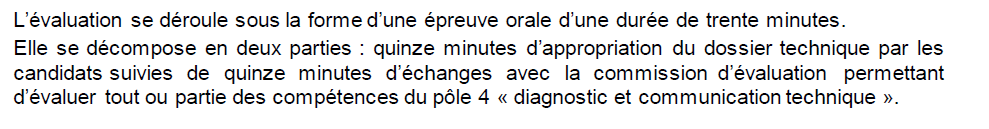 L’évaluation se déroule sous la forme d’une épreuve orale d’une durée de trente minutes.
Elle se décompose en deux parties : quinze minutes d’appropriation du dossier technique par les
candidats suivies de quinze minutes d’échanges avec la commission d’évaluation permettant
d’évaluer tout ou partie des compétences du pôle 4 « diagnostic et communication technique ».